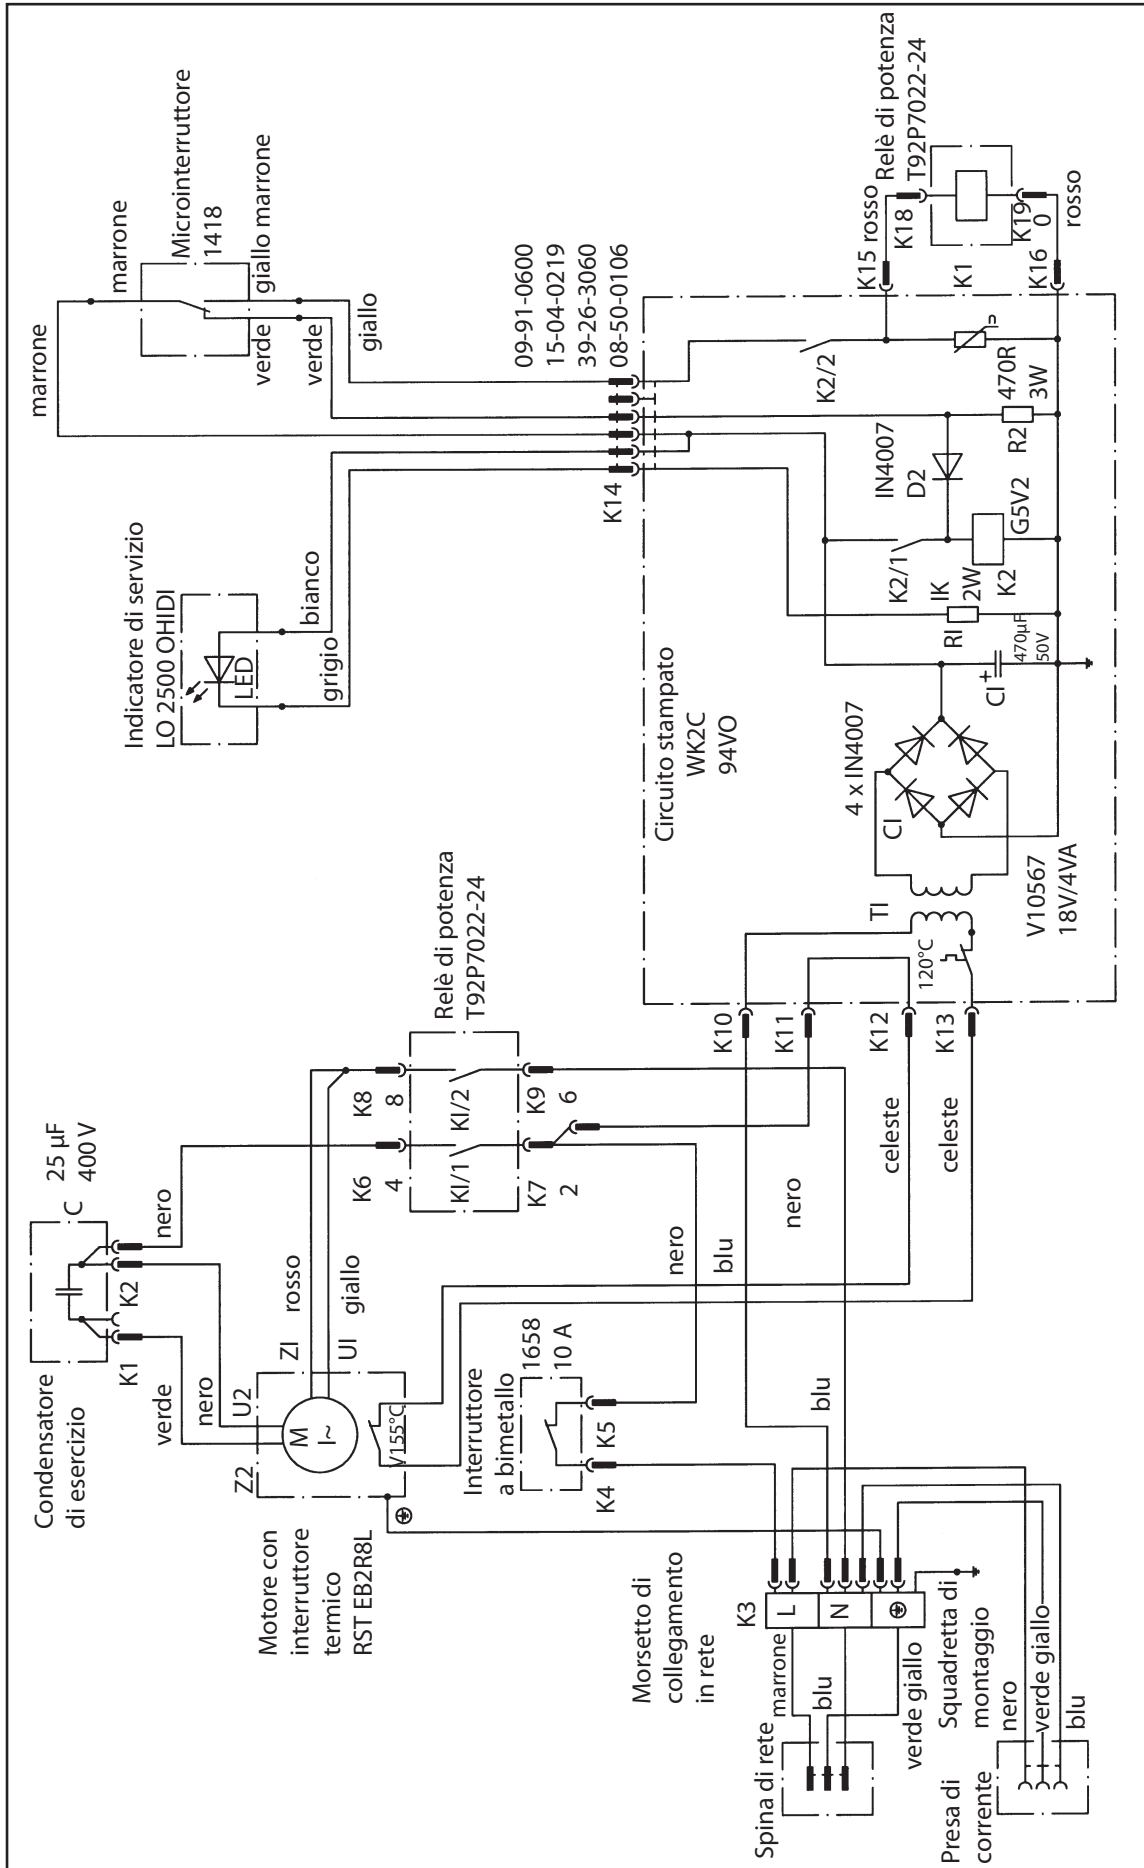 Condensatore
di esercizio
25 µF
400 V
C
K1
K2
nero
verde
nero
Z2
U2
ZI
UI
rosso
giallo
M
I~
V155°C
Motore con
interruttore
termico
RST EB2R8L
Interruttore
a bimetallo
1658
10 A
K4
K5
nero
blu
blu
nero
Relè di potenza
T92P7022-24
K6
4
K8
8
KI/1
KI/2
K7
2
K9
6
Morsetto di
collegamento
in rete
K3
L
N
Spina di rete
marrone
blu
verde giallo
Squadretta di
montaggio
Presa di
corrente
nero
verde giallo
blu
K10
K11
K12
K13
celeste
celeste
Indicatore di servizio
LO 2500 OHIDI
LED
bianco
grigio
marrone
marrone
Microinterruttore
1418
verde
giallo marrone
verde
giallo
09-91-0600
15-04-0219
39-26-3060
08-50-0106
K14
Circuito stampato
WK2C
94VO
120°C
TI
V10567
18V/4VA
CI
4 x IN4007
CI
+
470µF
50V
RI
IK
2W
K2/1
K2
G5V2
IN4007
D2
R2
470R
3W
K2/2
K15 rosso
K18
Relè di potenza
T92P7022-24
K1
K19
0
K16
rosso